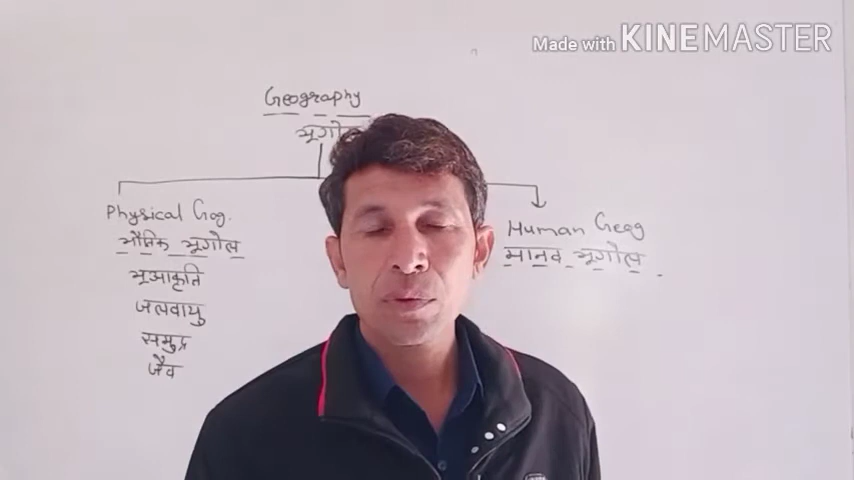 Made with KINEMASTER
Geography
Physical Geog.
भौतिक भूगोल
भूआकृति
जलवायु
समुद्र
जैव
Human Geog
मानव भूगोल